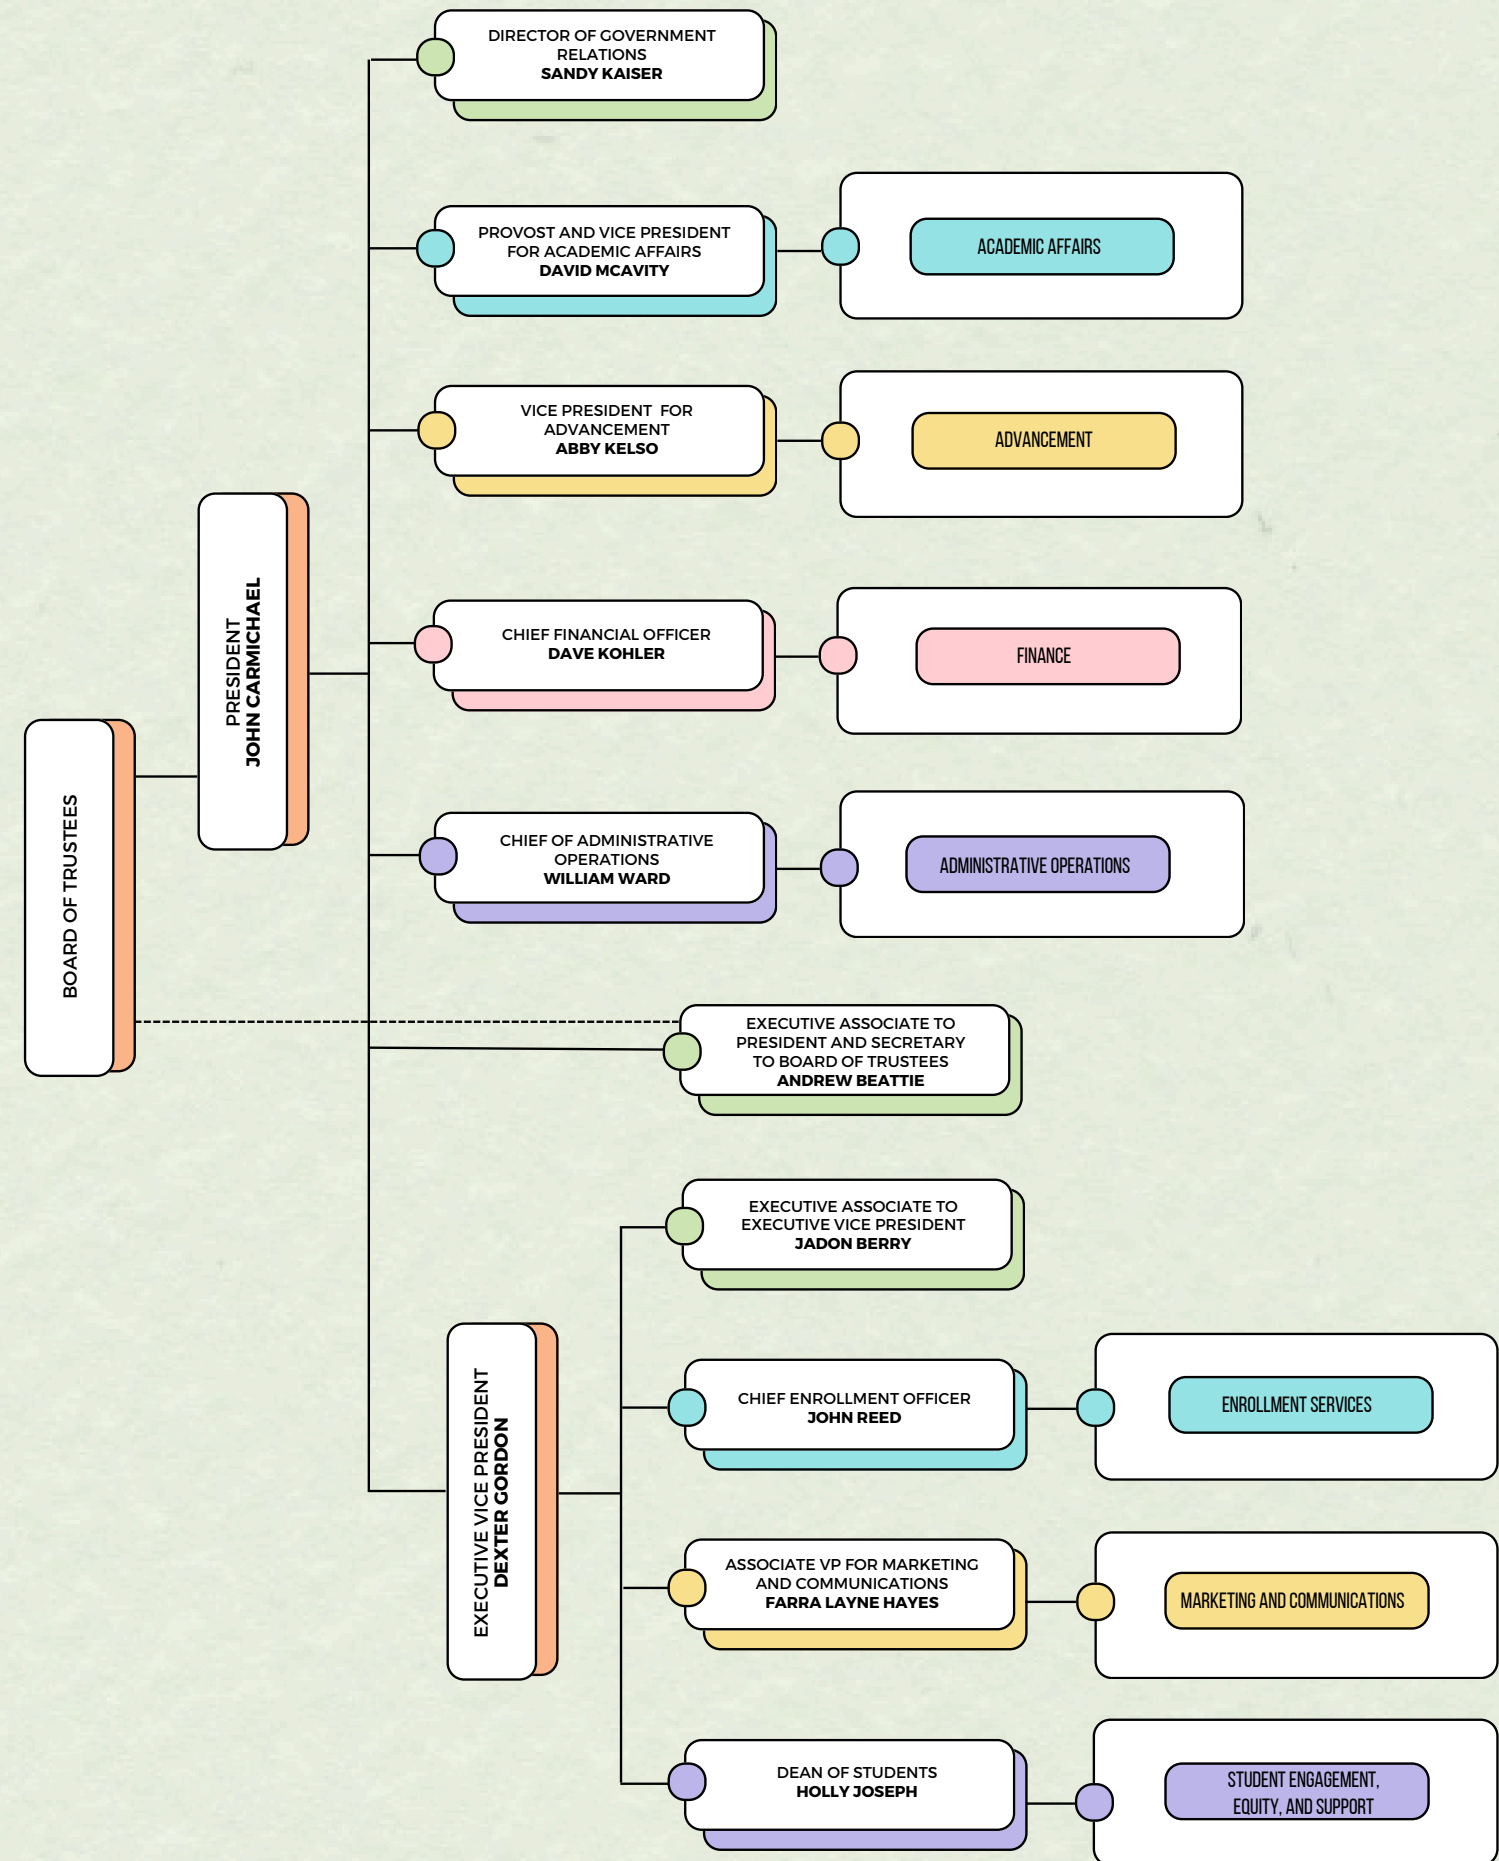 DIRECTOR OF GOVERNMENT
RELATIONS
SANDY KAISER
PROVOST AND VICE PRESIDENT
FOR ACADEMIC AFFAIRS
DAVID MCAVITY
ACADEMIC AFFAIRS
VICE PRESIDENT FOR
ADVANCEMENT
ABBY KELSO
ADVANCEMENT
PRESIDENT
JOHN CARMICHAEL
CHIEF FINANCIAL OFFICER
DAVE KOHLER
FINANCE
BOARD OF TRUSTEES
CHIEF OF ADMINISTRATIVE
OPERATIONS
WILLIAM WARD
ADMINISTRATIVE OPERATIONS
EXECUTIVE ASSOCIATE TO
PRESIDENT AND SECRETARY
TO BOARD OF TRUSTEES
ANDREW BEATTIE
EXECUTIVE ASSOCIATE TO
EXECUTIVE VICE PRESIDENT
JADON BERRY
EXECUTIVE VICE PRESIDENT
DEXTER GORDON
CHIEF ENROLLMENT OFFICER
JOHN REED
ENROLLMENT SERVICES
ASSOCIATE VP FOR MARKETING
AND COMMUNICATIONS
FARRA LAYNE HAYES
MARKETING AND COMMUNICATIONS
DEAN OF STUDENTS
HOLLY JOSEPH
STUDENT ENGAGEMENT,
EQUITY, AND SUPPORT